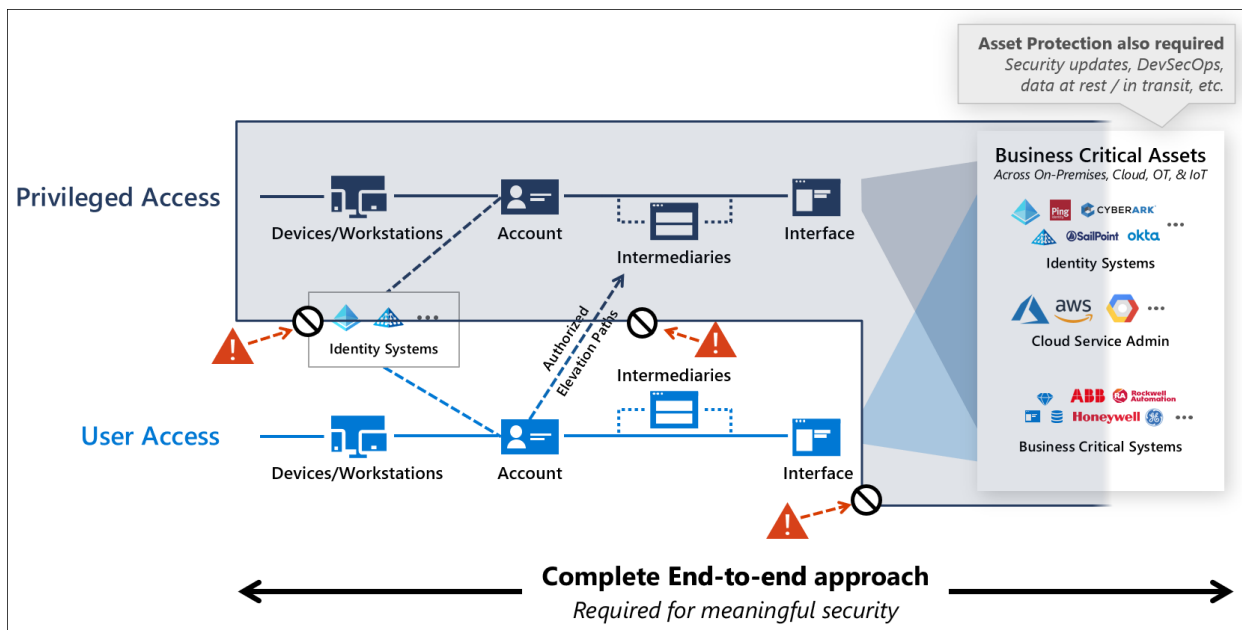 Asset Protection also required
Security updates, DevSecOps,
data at rest / in transit, etc.
Privileged Access
Devices/Workstations
Account
Intermediaries
Interface
Identity Systems
Authorized
Elevation Paths
User Access
Devices/Workstations
Account
Intermediaries
Interface
Business Critical Assets
Across On-Premises, Cloud, OT, & IoT
Ping
CYBERARK
SailPoint
okta
Identity Systems
aws
Cloud Service Admin
ABB
RA
Rockwell
Automation
Honeywell
Business Critical Systems
Complete End-to-end approach
Required for meaningful security